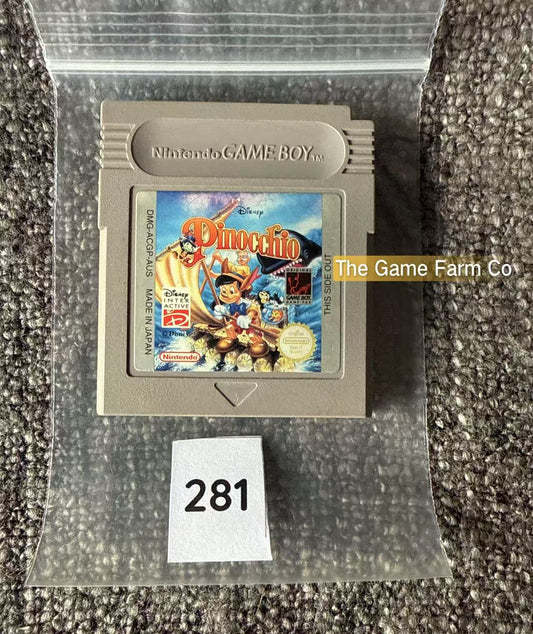 Nintendo GAME BOY TM
Disney
Pinocchio
DMG-ACGP-AUS
MADE IN JAPAN
THIS SIDE OUT
The Game Farm Co
ORIGINAL
GAME BOY
Disney
INTER
ACTIVE
© Disney
Nintendo
281